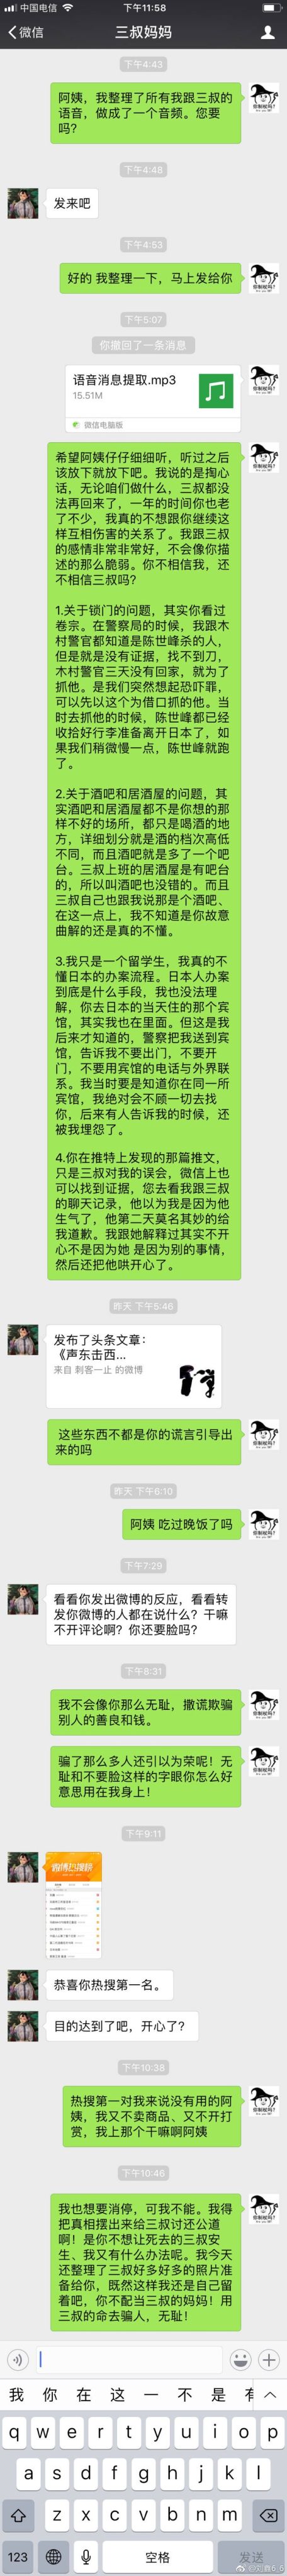 中国电信
下午11:58
微信
三叔妈妈
下午4:43
阿姨，我整理了所有我跟三叔的
语音，做成了一个音频。您要
吗？
下午4:48
发来吧
下午4:53
好的 我整理一下，马上发给你
下午5:07
你撤回了一条消息
语音消息提取.mp3
15.51M
微信电脑版
希望阿姨仔仔细细听，听过之后
该放下就放下吧。我说的是掏心
话，无论咱们做什么，三叔都没
法再回来了，一年的时间你也老
了不少，我真的不想跟你继续这
样互相伤害的关系了。我跟三叔
的感情非常非常好，不会像你描
述的那么脆弱。你不相信我，还
不相信三叔吗？
1.关于锁门的问题，其实你看过
卷宗。在警察局的时候，我跟木
村警官都知道是陈世峰杀的人，
但是就是没有证据，找不到刀，
木村警官三天没有回家，就为了
抓他。是我们突然想起恐吓罪，
可以先以这个为借口抓的他。当
时去抓他的时候，陈世峰都已经
收拾好行李准备离开日本了，如
果我们稍微慢一点，陈世峰就跑
了。
2.关于酒吧和居酒屋的问题，其
实酒吧和居酒屋都不是你想的那
样不好的场所，都只是喝酒的地
方，详细划分就是酒的档次高低
不同，而且酒吧就是多了一个吧
台。三叔上班的居酒屋是有吧台
的，所以叫酒吧也没错的。而且
三叔自己也跟我说那是个酒吧、
在这一点上，我不知道是你故意
曲解的还是真的不懂。
3.我只是一个留学生，我真的不
懂日本的办案流程。日本人办案
到底是什么手段，我也没法理
解，你去日本的当天住的那个宾
馆，其实我也在里面。但这是我
后来才知道的，警察把我送到宾
馆，告诉我不要出门，不要开
门，不要用宾馆的电话与外界联
系。我当时要是知道你在同一所
宾馆，我绝对会不顾一切去找
你，后来有人告诉我的时候，还
被我埋怨了。
4.你在推特上发现的那篇推文，
只是三叔对我的误会，微信上也
可以找到证据，您去看我跟三叔
的聊天记录，他以为我是因为他
生气了，他第二天莫名其妙的给
我道歉。我跟她解释过其实不开
心不是因为她 是因为别的事情，
然后还把他哄开心了。
昨天 下午5:46
发布了头条文章：
《声东击西...
来自 刺客一止 的微博
这些东西不都是你的谎言引导出
来的吗
昨天 下午6:10
阿姨 吃过晚饭了吗
下午7:29
看看你发出微博的反应，看看转
发你微博的人都在说什么？干嘛
不开评论啊？你还要脸吗？
下午8:31
我不会像你那么无耻，撒谎欺骗
别人的善良和钱。
骗了那么多人还引以为荣呢！无
耻和不要脸这样的字眼你怎么好
意思用在我身上！
下午9:11
微博热搜榜
恭喜你热搜第一名。
目的达到了吧，开心了？
下午10:38
热搜第一对我来说没有用的阿
姨，我又不卖商品、又不开打
赏，我上那个干嘛啊阿姨
下午10:46
我也想要消停，可我不能。我得
把真相摆出来给三叔讨还公道
啊！是你不想让死去的三叔安
生、我又有什么办法呢。我今天
还整理了三叔好多好多的照片准
备给你，既然这样我还是自己留
着吧，你不配当三叔的妈妈！用
三叔的命去骗人，无耻！
我 你 在 这 一 不 是 有
q w e r t y u i o p
a s d f g h j k l
z x c v b n m
123 空格 发送